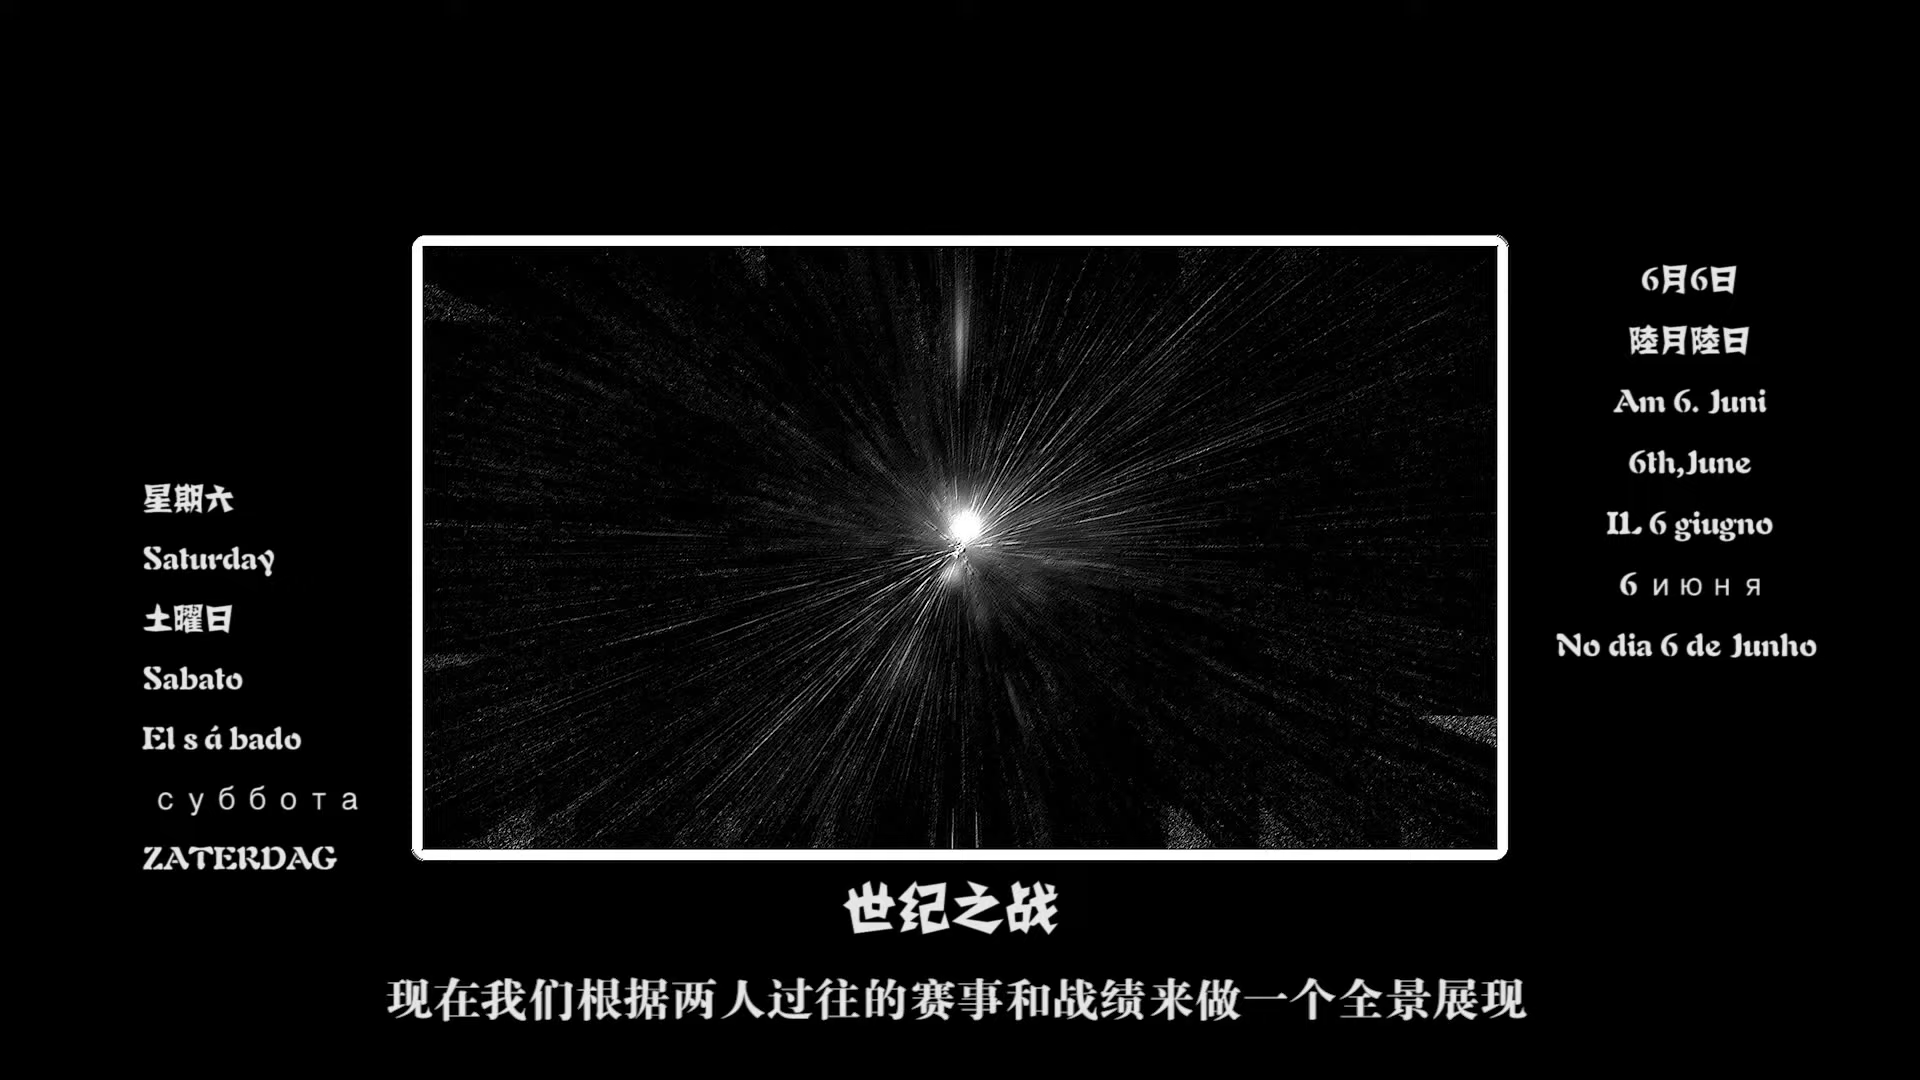 星期六
Saturday
土曜日
Sabato
El s á bado
суббота
ZATERDAG
6月6日
陸月陸日
Am 6. Juni
6th,June
IL 6 giugno
6 июня
No dia 6 de Junho
世纪之战
现在我们根据两人过往的赛事和战绩来做一个全景展现